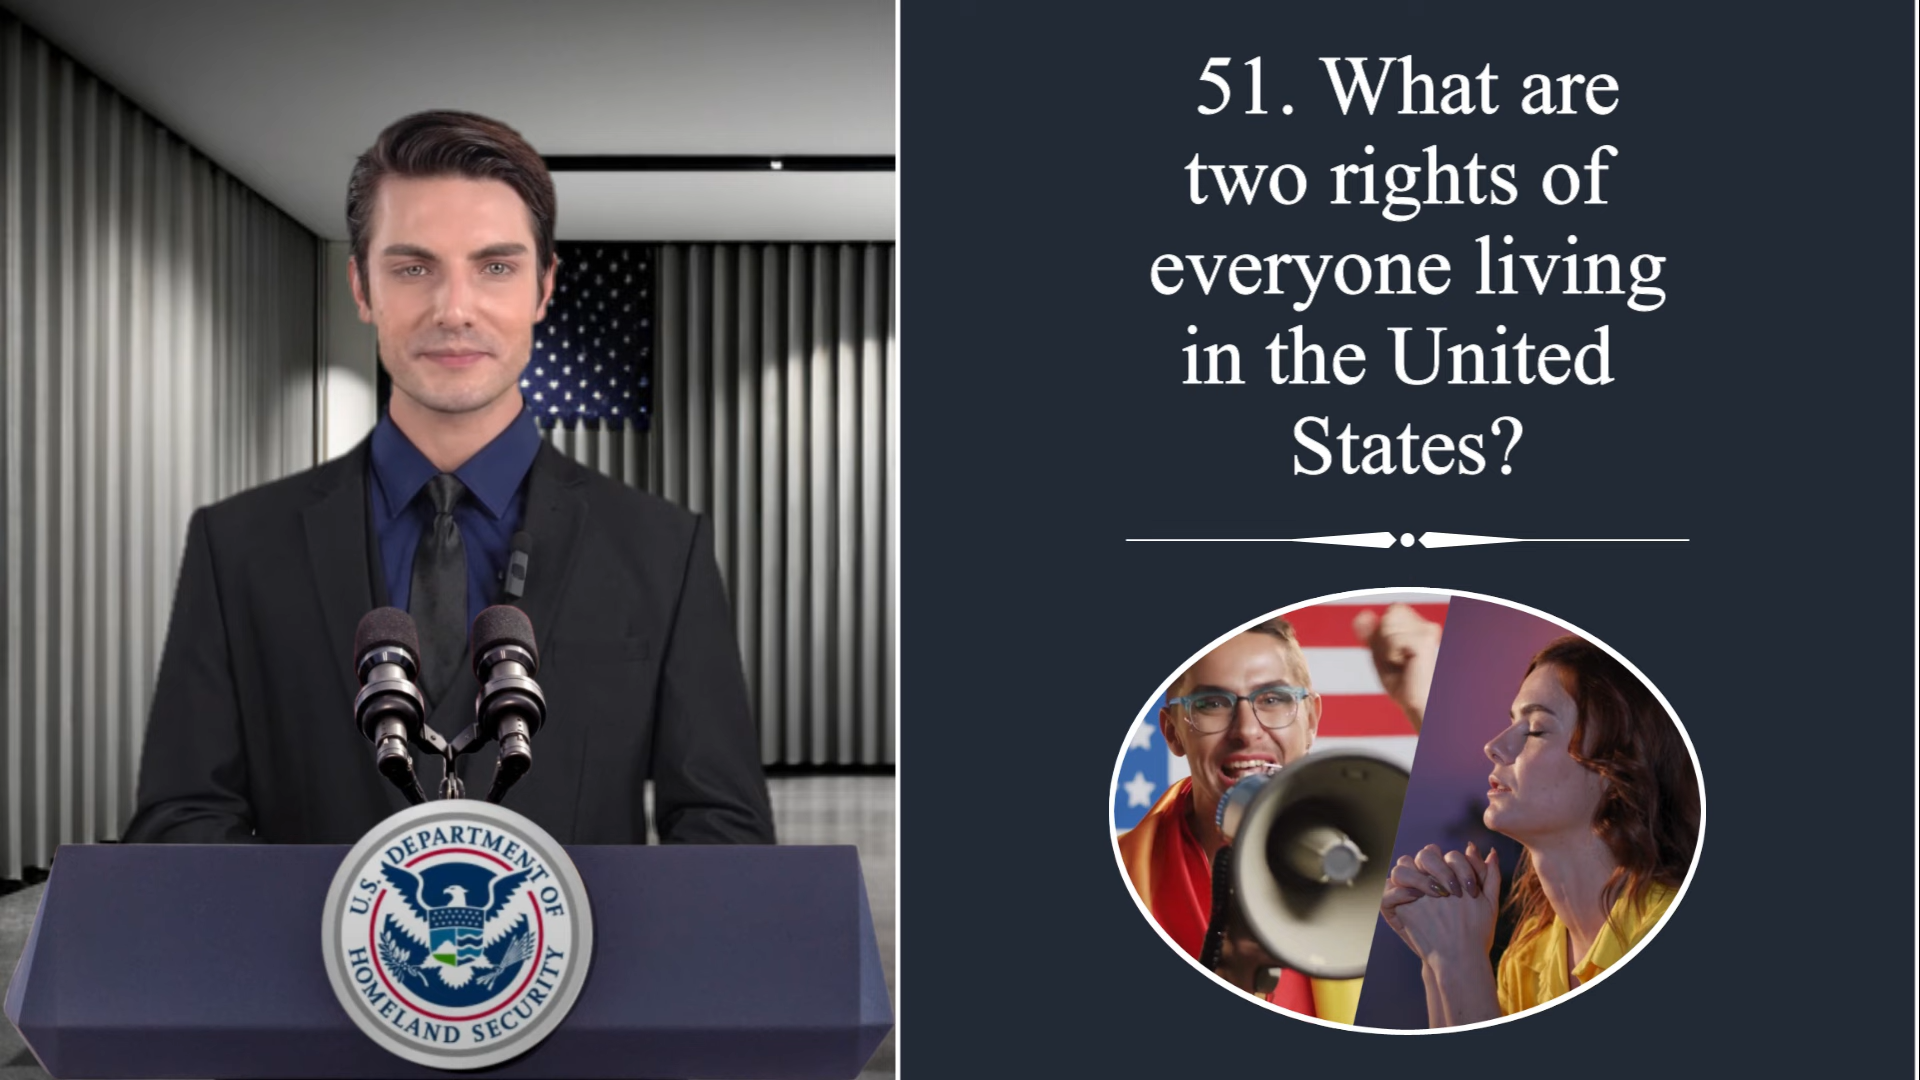 51. What are
two rights of
everyone living
in the United
States?
U.S. DEPARTMENT OF
HOMELAND SECURITY